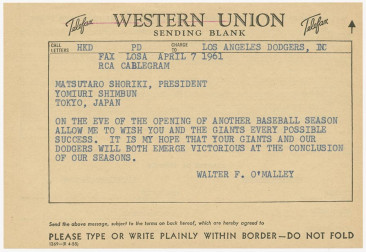 Telefax
WESTERN UNION
Telefax
SENDING BLANK
CALL LETTERS HKD PD CHARGE TO LOS ANGELES DODGERS, INC
FAX LOSA APRIL 7 1961
RCA CABLEGRAM
MATSUTARO SHORIKI, PRESIDENT
YOMIURI SHIMBUN
TOKYO, JAPAN
ON THE EVE OF THE OPENING OF ANOTHER BASEBALL SEASON
ALLOW ME TO WISH YOU AND THE GIANTS EVERY POSSIBLE
SUCCESS. IT IS MY HOPE THAT YOUR GIANTS AND OUR
DODGERS WILL BOTH EMERGE VICTORIOUS AT THE CONCLUSION
OF OUR SEASONS.
WALTER F. O'MALLEY
Send the above message, subject to the terms on back hereof, which are hereby agreed to
PLEASE TYPE OR WRITE PLAINLY WITHIN BORDER—DO NOT FOLD